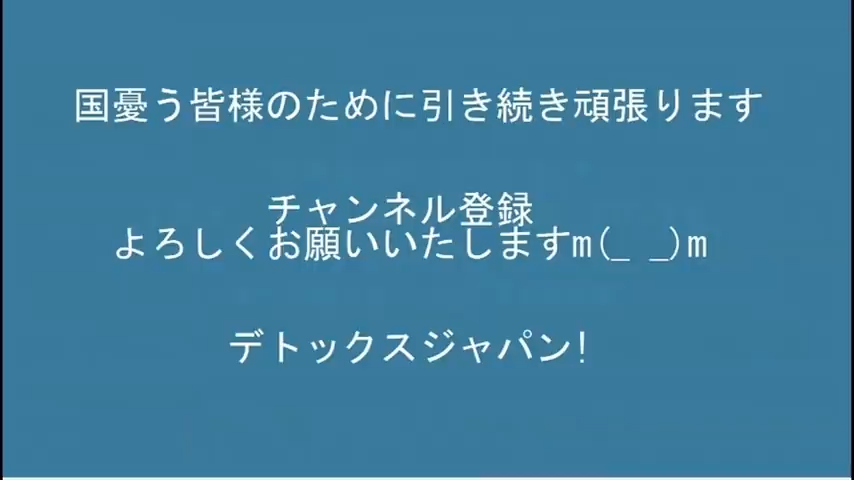 国憂う皆様のために引き続き頑張ります
チャンネル登録
よろしくお願いいたしますm(_ _)m
デトックスジャパン!